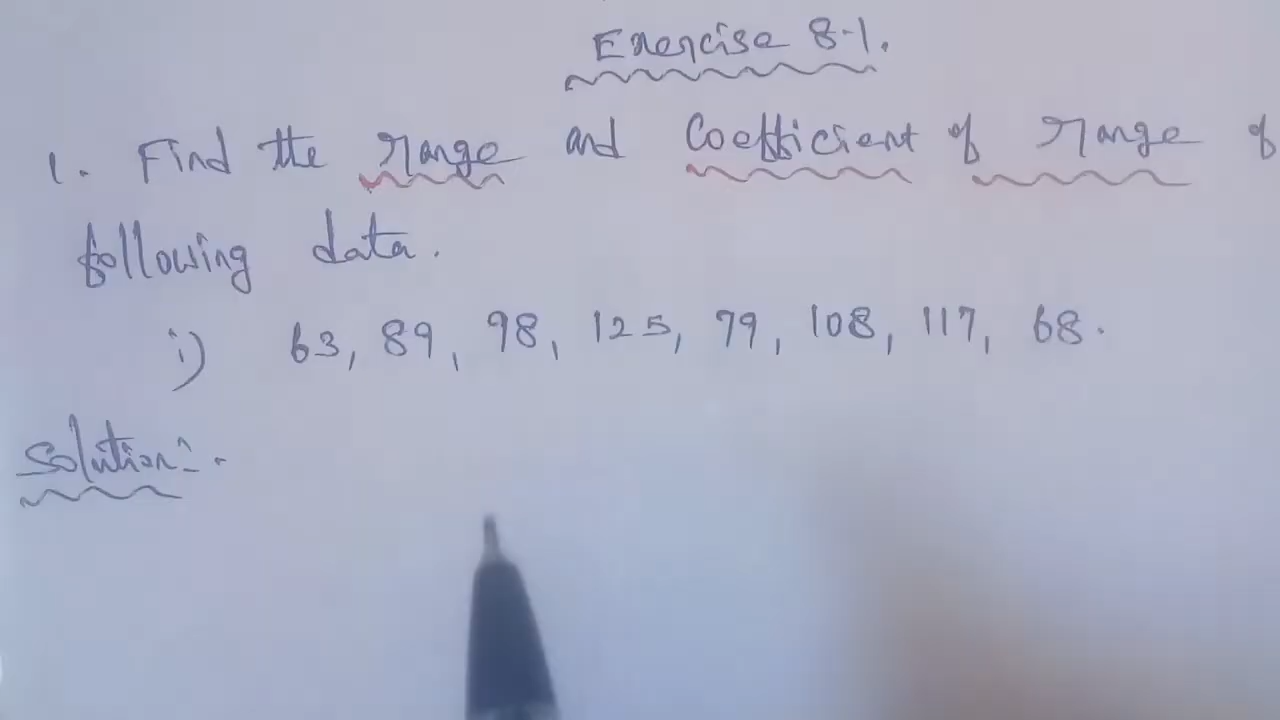 Exercise 8.1.
1. Find the range and Coefficient of range of
following data.
i) 63, 89, 98, 125, 79, 108, 117, 68.
Solution:-